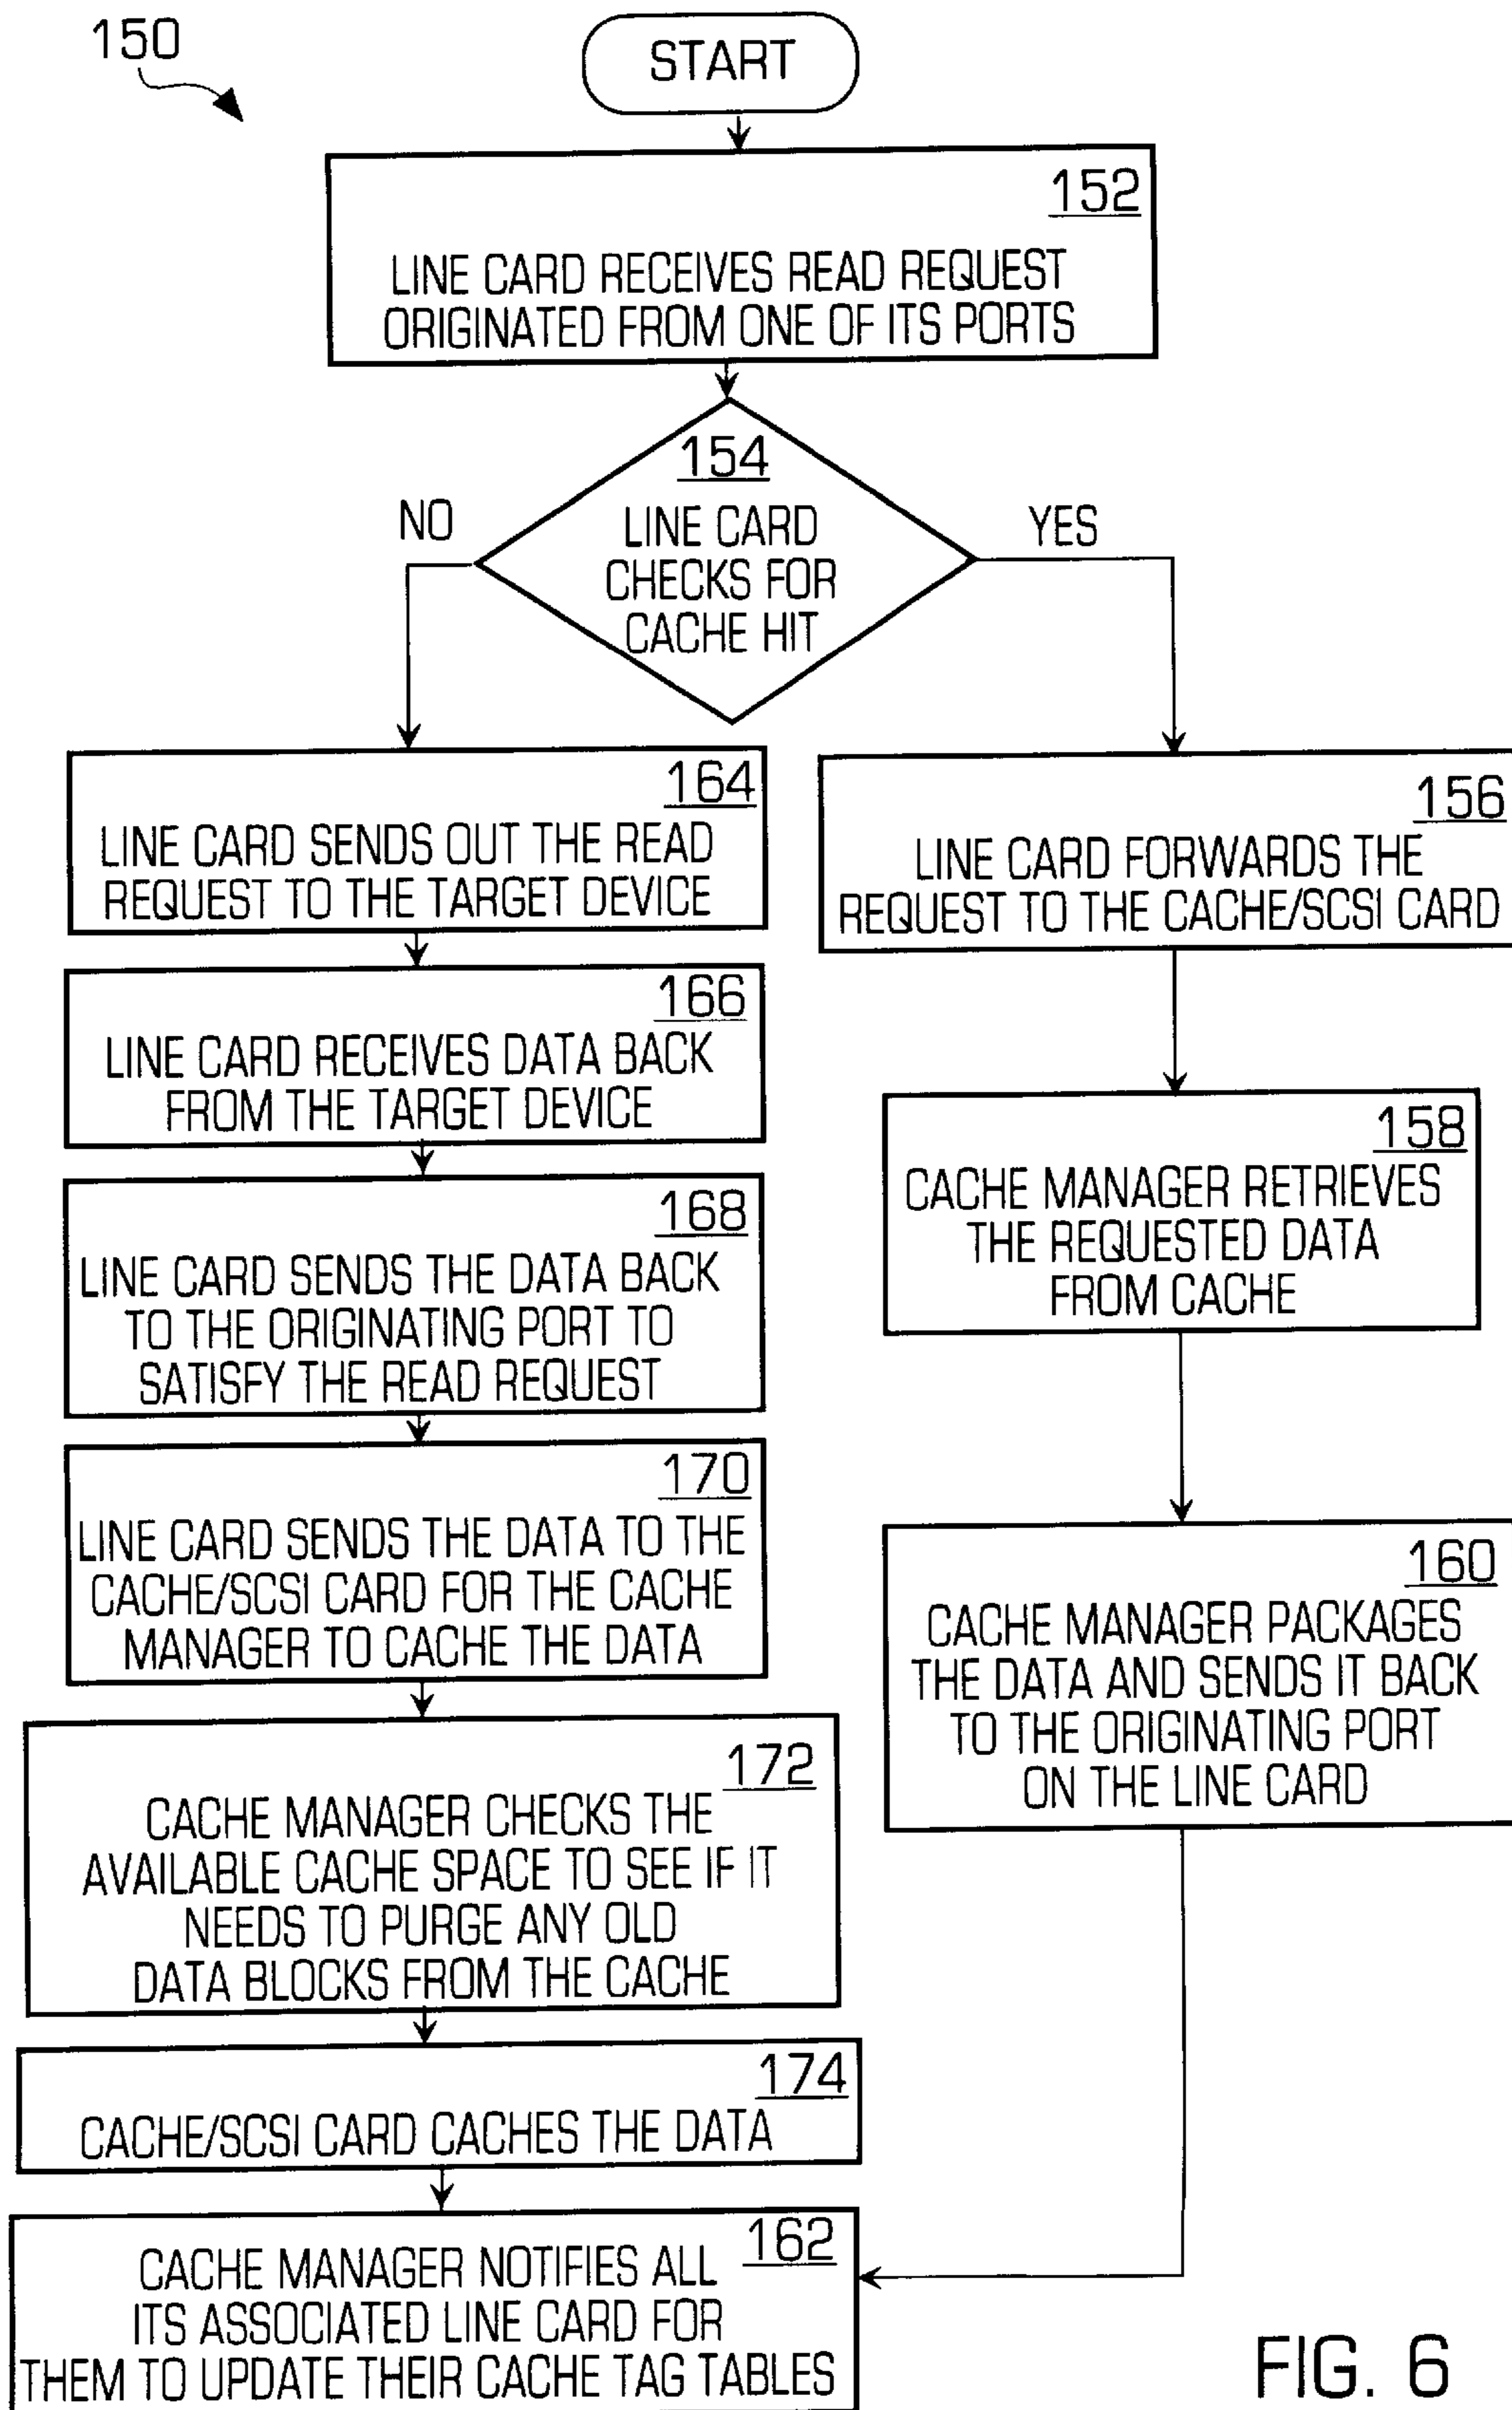 150
START
152
LINE CARD RECEIVES READ REQUEST
ORIGINATED FROM ONE OF ITS PORTS
154
LINE CARD
CHECKS FOR
CACHE HIT
NO
YES
164
LINE CARD SENDS OUT THE READ
REQUEST TO THE TARGET DEVICE
166
LINE CARD RECEIVES DATA BACK
FROM THE TARGET DEVICE
168
LINE CARD SENDS THE DATA BACK
TO THE ORIGINATING PORT TO
SATISFY THE READ REQUEST
170
LINE CARD SENDS THE DATA TO THE
CACHE/SCSI CARD FOR THE CACHE
MANAGER TO CACHE THE DATA
172
CACHE MANAGER CHECKS THE
AVAILABLE CACHE SPACE TO SEE IF IT
NEEDS TO PURGE ANY OLD
DATA BLOCKS FROM THE CACHE
174
CACHE/SCSI CARD CACHES THE DATA
156
LINE CARD FORWARDS THE
REQUEST TO THE CACHE/SCSI CARD
158
CACHE MANAGER RETRIEVES
THE REQUESTED DATA
FROM CACHE
160
CACHE MANAGER PACKAGES
THE DATA AND SENDS IT BACK
TO THE ORIGINATING PORT
ON THE LINE CARD
162
CACHE MANAGER NOTIFIES ALL
ITS ASSOCIATED LINE CARD FOR
THEM TO UPDATE THEIR CACHE TAG TABLES
FIG. 6